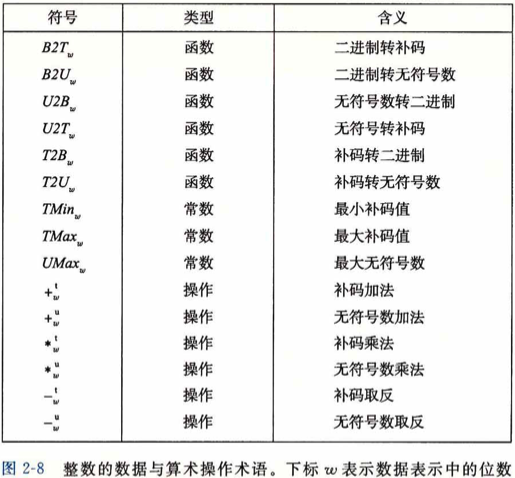 符号 类型 含义
B2T_w 函数 二进制转补码
B2U_w 函数 二进制转无符号数
U2B_w 函数 无符号数转二进制
U2T_w 函数 无符号转补码
T2B_w 函数 补码转二进制
T2U_w 函数 补码转无符号数
TMin_w 常数 最小补码值
TMax_w 常数 最大补码值
UMax_w 常数 最大无符号数
+^t_w 操作 补码加法
+^u_w 操作 无符号数加法
*^t_w 操作 补码乘法
*^u_w 操作 无符号数乘法
-^t_w 操作 补码取反
-^u_w 操作 无符号数取反
图 2-8 整数的数据与算术操作术语。下标 w 表示数据表示中的位数